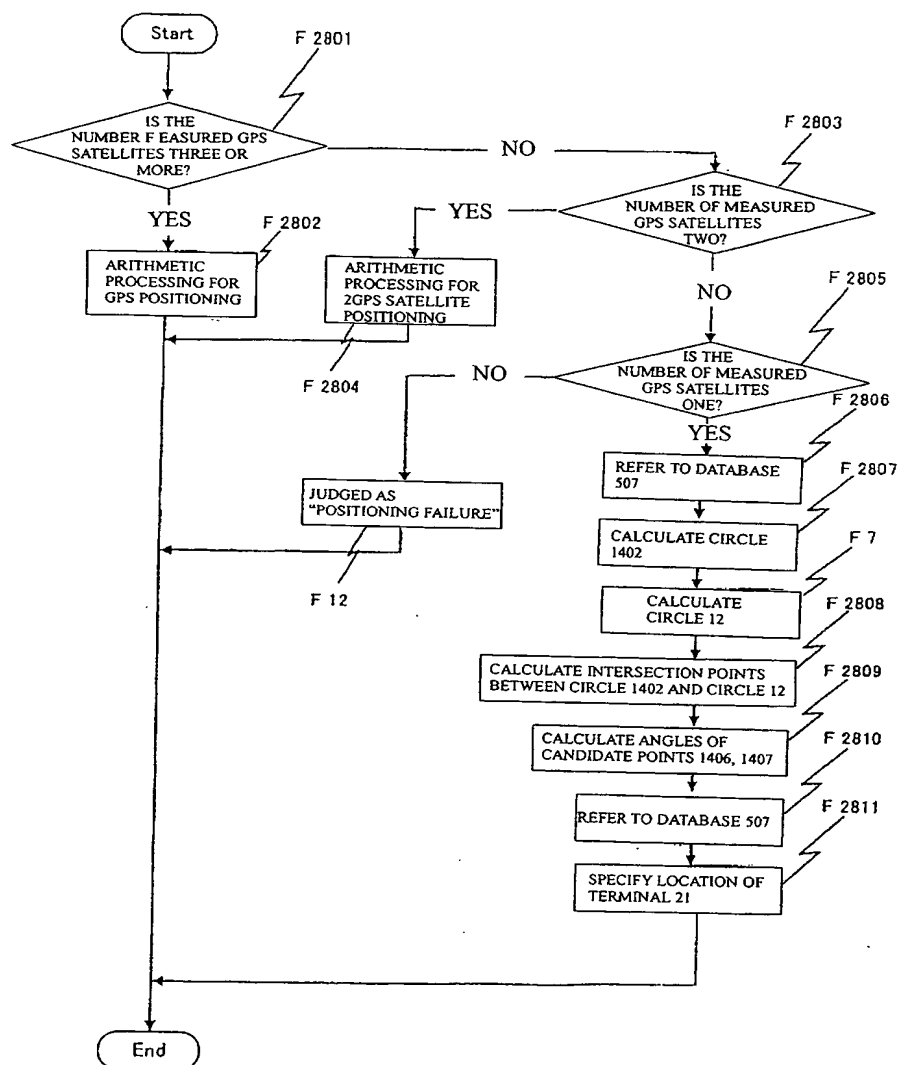 Start
F 2801
IS THE
NUMBER F EASURED GPS
SATELLITES THREE OR
MORE?
NO
F 2803
IS THE
NUMBER OF MEASURED
GPS SATELLITES
TWO?
YES
YES
F 2802
ARITHMETIC
PROCESSING FOR
GPS POSITIONING
ARITHMETIC
PROCESSING FOR
2GPS SATELLITE
POSITIONING
F 2804
NO
F 2805
IS THE
NUMBER OF MEASURED
GPS SATELLITES
ONE?
NO
YES
F 2806
REFER TO DATABASE
507
F 2807
JUDGED AS
"POSITIONING FAILURE"
F 12
CALCULATE CIRCLE
1402
F 7
CALCULATE
CIRCLE 12
F 2808
CALCULATE INTERSECTION POINTS
BETWEEN CIRCLE 1402 AND CIRCLE 12
F 2809
CALCULATE ANGLES OF
CANDIDATE POINTS 1406, 1407
F 2810
REFER TO DATABASE 507
F 2811
SPECIFY LOCATION OF
TERMINAL 21
End